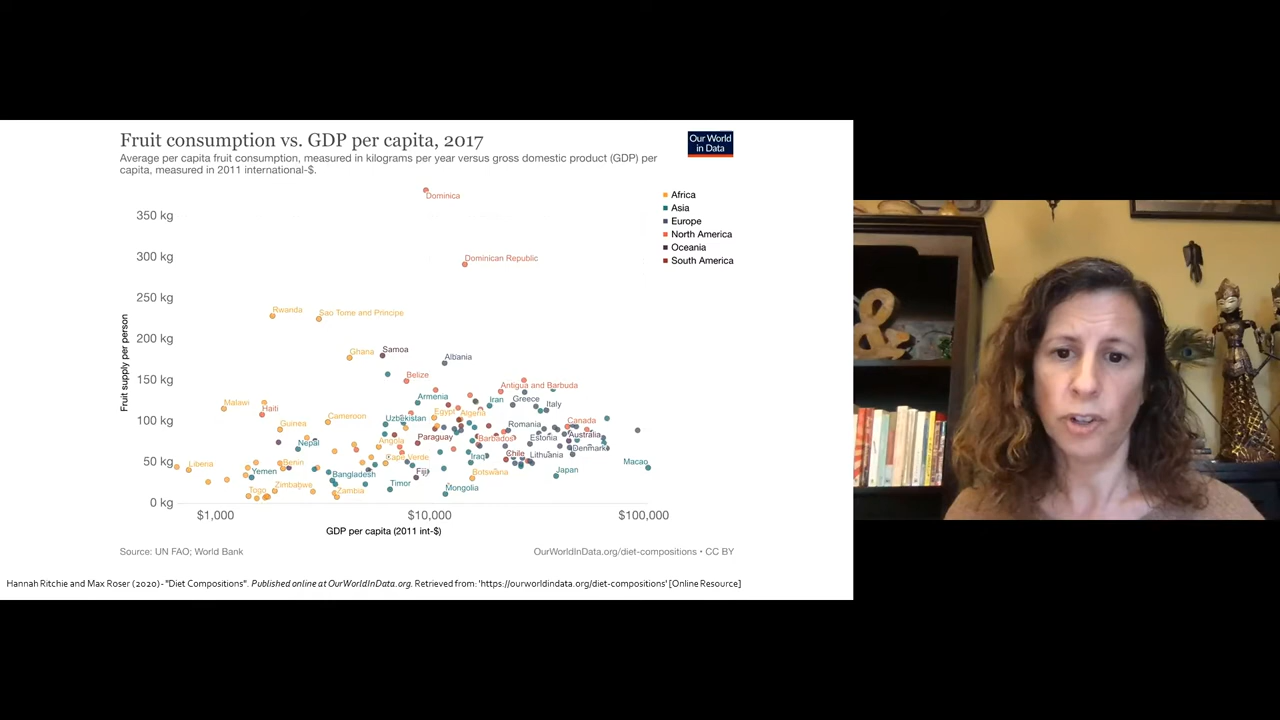 Fruit consumption vs. GDP per capita, 2017
Our World
in Data
Average per capita fruit consumption, measured in kilograms per year versus gross domestic product (GDP) per
capita, measured in 2011 international-$.
Dominica
Africa
Asia
Europe
North America
Oceania
South America
350 kg
300 kg
250 kg
200 kg
150 kg
100 kg
50 kg
0 kg
Fruit supply per person
Dominican Republic
Rwanda
Sao Tome and Principe
Ghana
Samoa
Albania
Belize
Antigua and Barbuda
Malawi
Haiti
Armenia
Iran
Greece
Italy
Guinea
Cameroon
Uzbekistan
Egypt
Algeria
Romania
Canada
Nepal
Angola
Paraguay
Barbados
Estonia
Australia
Denmark
Liberia
Yemen
Benin
Bangladesh
Cape Verde
Fiji
Iraq
Chile
Lithuania
Botswana
Japan
Macao
Togo
Zimbabwe
Zambia
Timor
Mongolia
$1,000
$10,000
$100,000
GDP per capita (2011 int-$)
Source: UN FAO; World Bank
OurWorldInData.org/diet-compositions • CC BY
Hannah Ritchie and Max Roser (2020) - "Diet Compositions". Published online at OurWorldInData.org. Retrieved from: 'https://ourworldindata.org/diet-compositions' [Online Resource]
&